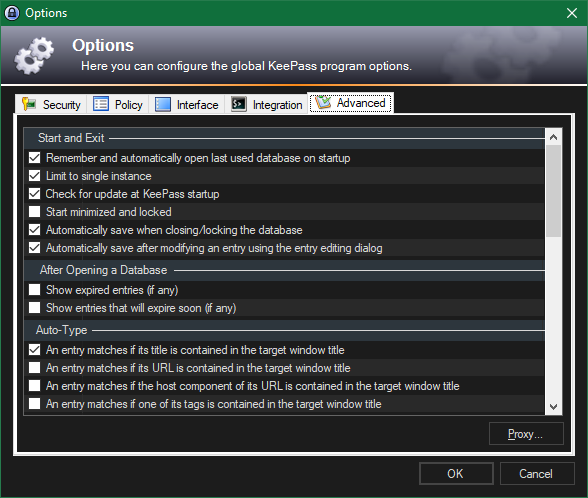 Options
Options
Here you can configure the global KeePass program options.
Security Policy Interface Integration Advanced
Start and Exit
Remember and automatically open last used database on startup
Limit to single instance
Check for update at KeePass startup
Start minimized and locked
Automatically save when closing/locking the database
Automatically save after modifying an entry using the entry editing dialog
After Opening a Database
Show expired entries (if any)
Show entries that will expire soon (if any)
Auto-Type
An entry matches if its title is contained in the target window title
An entry matches if its URL is contained in the target window title
An entry matches if the host component of its URL is contained in the target window title
An entry matches if one of its tags is contained in the target window title
Proxy...
OK Cancel